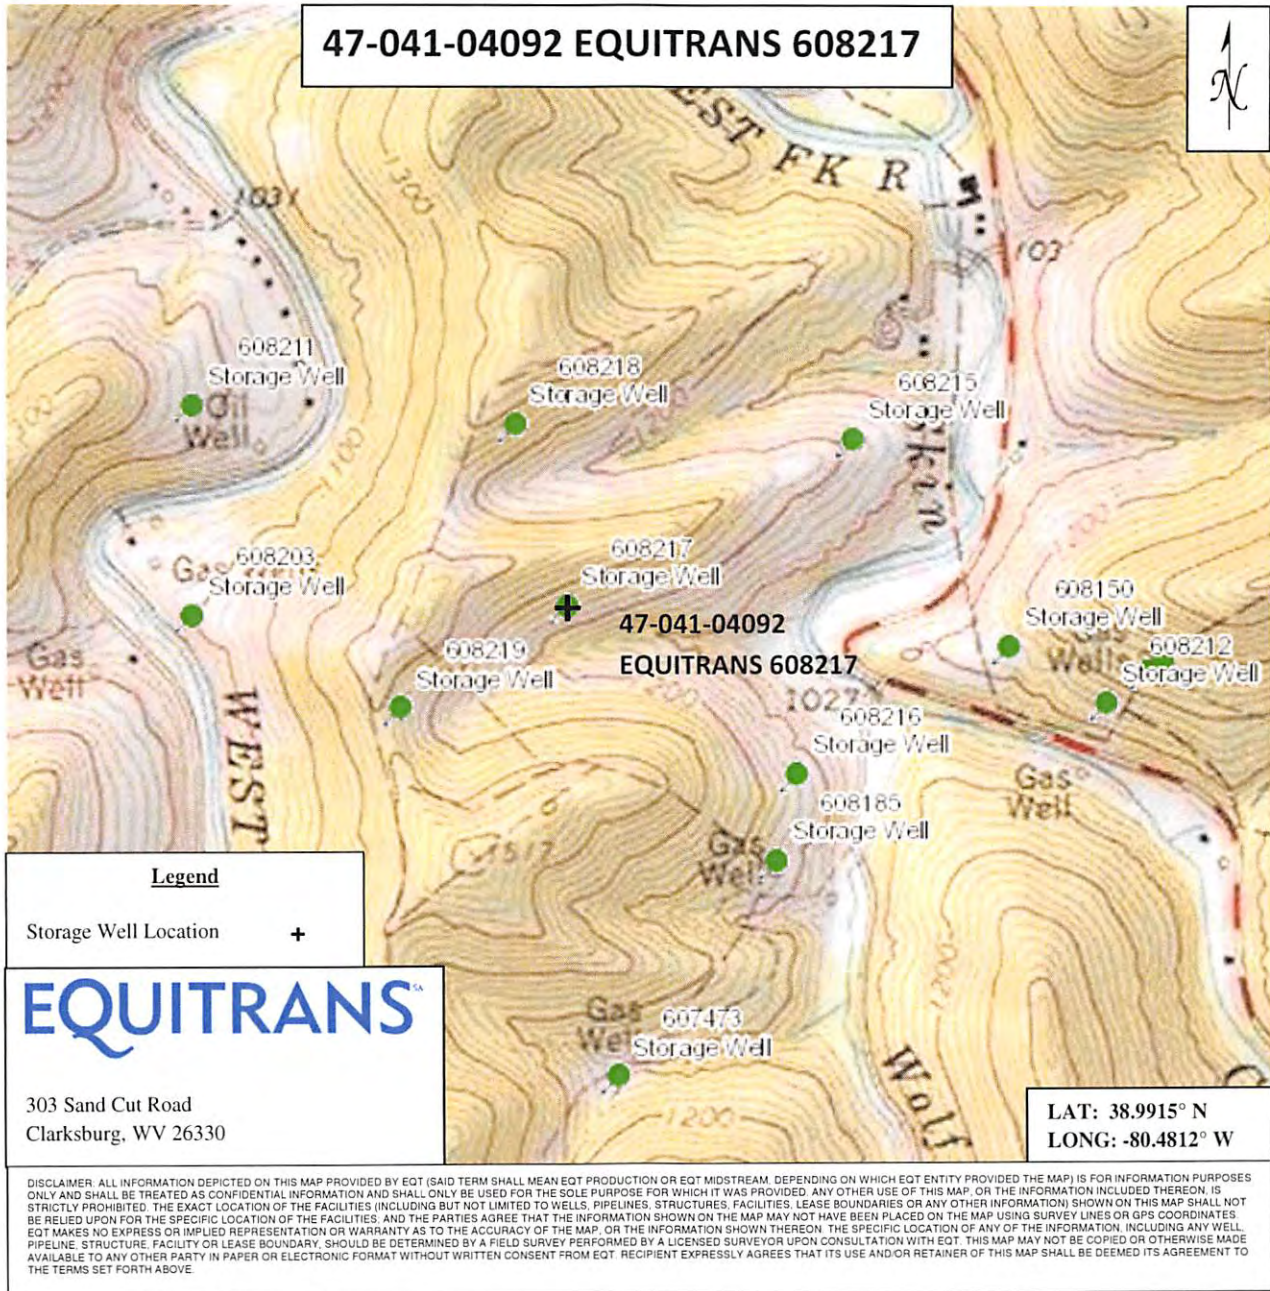 47-041-04092 EQUITRANS 608217
N
EST FK R
1031
1300
103
608211
Storage Well
Oil
Well
608218
Storage Well
1200
608215
Storage Well
kin
1300
1100
608203
Storage Well
Gas
608217
Storage Well
47-041-04092
EQUITRANS 608217
608219
Storage Well
Gas
Well
WEST
608150
Storage Well
Wells
608212
Storage Well
1027
608216
Storage Well
Gas
Well
608185
Storage Well
Gas
Well
1517
1200
Gas
Well
607473
Storage Well
1200
Wolf
Legend
Storage Well Location +
EQUITRANS
303 Sand Cut Road
Clarksburg, WV 26330
LAT: 38.9915° N
LONG: -80.4812° W
DISCLAIMER: ALL INFORMATION DEPICTED ON THIS MAP PROVIDED BY EQT (SAID TERM SHALL MEAN EQT PRODUCTION OR EQT MIDSTREAM, DEPENDING ON WHICH EQT ENTITY PROVIDED THE MAP) IS FOR INFORMATION PURPOSES
ONLY AND SHALL BE TREATED AS CONFIDENTIAL INFORMATION AND SHALL ONLY BE USED FOR THE SOLE PURPOSE FOR WHICH IT WAS PROVIDED. ANY OTHER USE OF THIS MAP, OR THE INFORMATION INCLUDED THEREON, IS
STRICTLY PROHIBITED. THE EXACT LOCATION OF THE FACILITIES (INCLUDING BUT NOT LIMITED TO WELLS, PIPELINES, STRUCTURES, FACILITIES, LEASE BOUNDARIES OR ANY OTHER INFORMATION) SHOWN ON THIS MAP SHALL NOT
BE RELIED UPON FOR THE SPECIFIC LOCATION OF THE FACILITIES; AND THE PARTIES AGREE THAT THE INFORMATION SHOWN ON THE MAP MAY NOT HAVE BEEN PLACED ON THE MAP USING SURVEY LINES OR GPS COORDINATES.
EQT MAKES NO EXPRESS OR IMPLIED REPRESENTATION OR WARRANTY AS TO THE ACCURACY OF THE MAP, OR THE INFORMATION SHOWN THEREON. THE SPECIFIC LOCATION OF ANY OF THE INFORMATION, INCLUDING ANY WELL,
PIPELINE, STRUCTURE, FACILITY OR LEASE BOUNDARY, SHOULD BE DETERMINED BY A FIELD SURVEY PERFORMED BY A LICENSED SURVEYOR UPON CONSULTATION WITH EQT. THIS MAP MAY NOT BE COPIED OR OTHERWISE MADE
AVAILABLE TO ANY OTHER PARTY IN PAPER OR ELECTRONIC FORMAT WITHOUT WRITTEN CONSENT FROM EQT. RECIPIENT EXPRESSLY AGREES THAT ITS USE AND/OR RETAINER OF THIS MAP SHALL BE DEEMED ITS AGREEMENT TO
THE TERMS SET FORTH ABOVE.